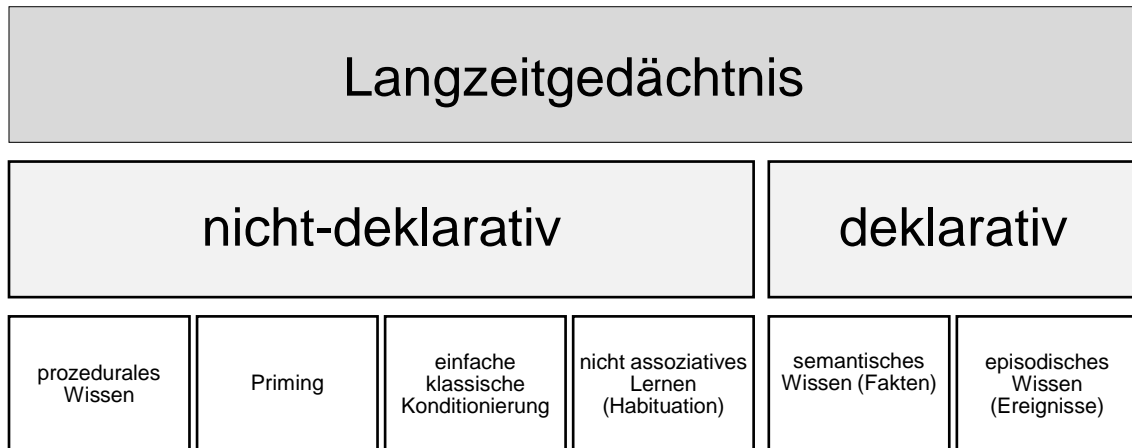 Langzeitgedächtnis
nicht-deklarativ
deklarativ
prozedurales
Wissen
Priming
einfache
klassische
Konditionierung
nicht assoziatives
Lernen
(Habituation)
semantisches
Wissen (Fakten)
episodisches
Wissen
(Ereignisse)